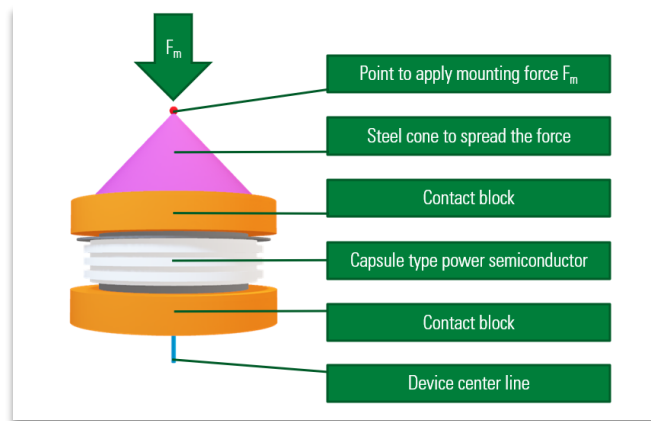 Fm
Point to apply mounting force Fm
Steel cone to spread the force
Contact block
Capsule type power semiconductor
Contact block
Device center line